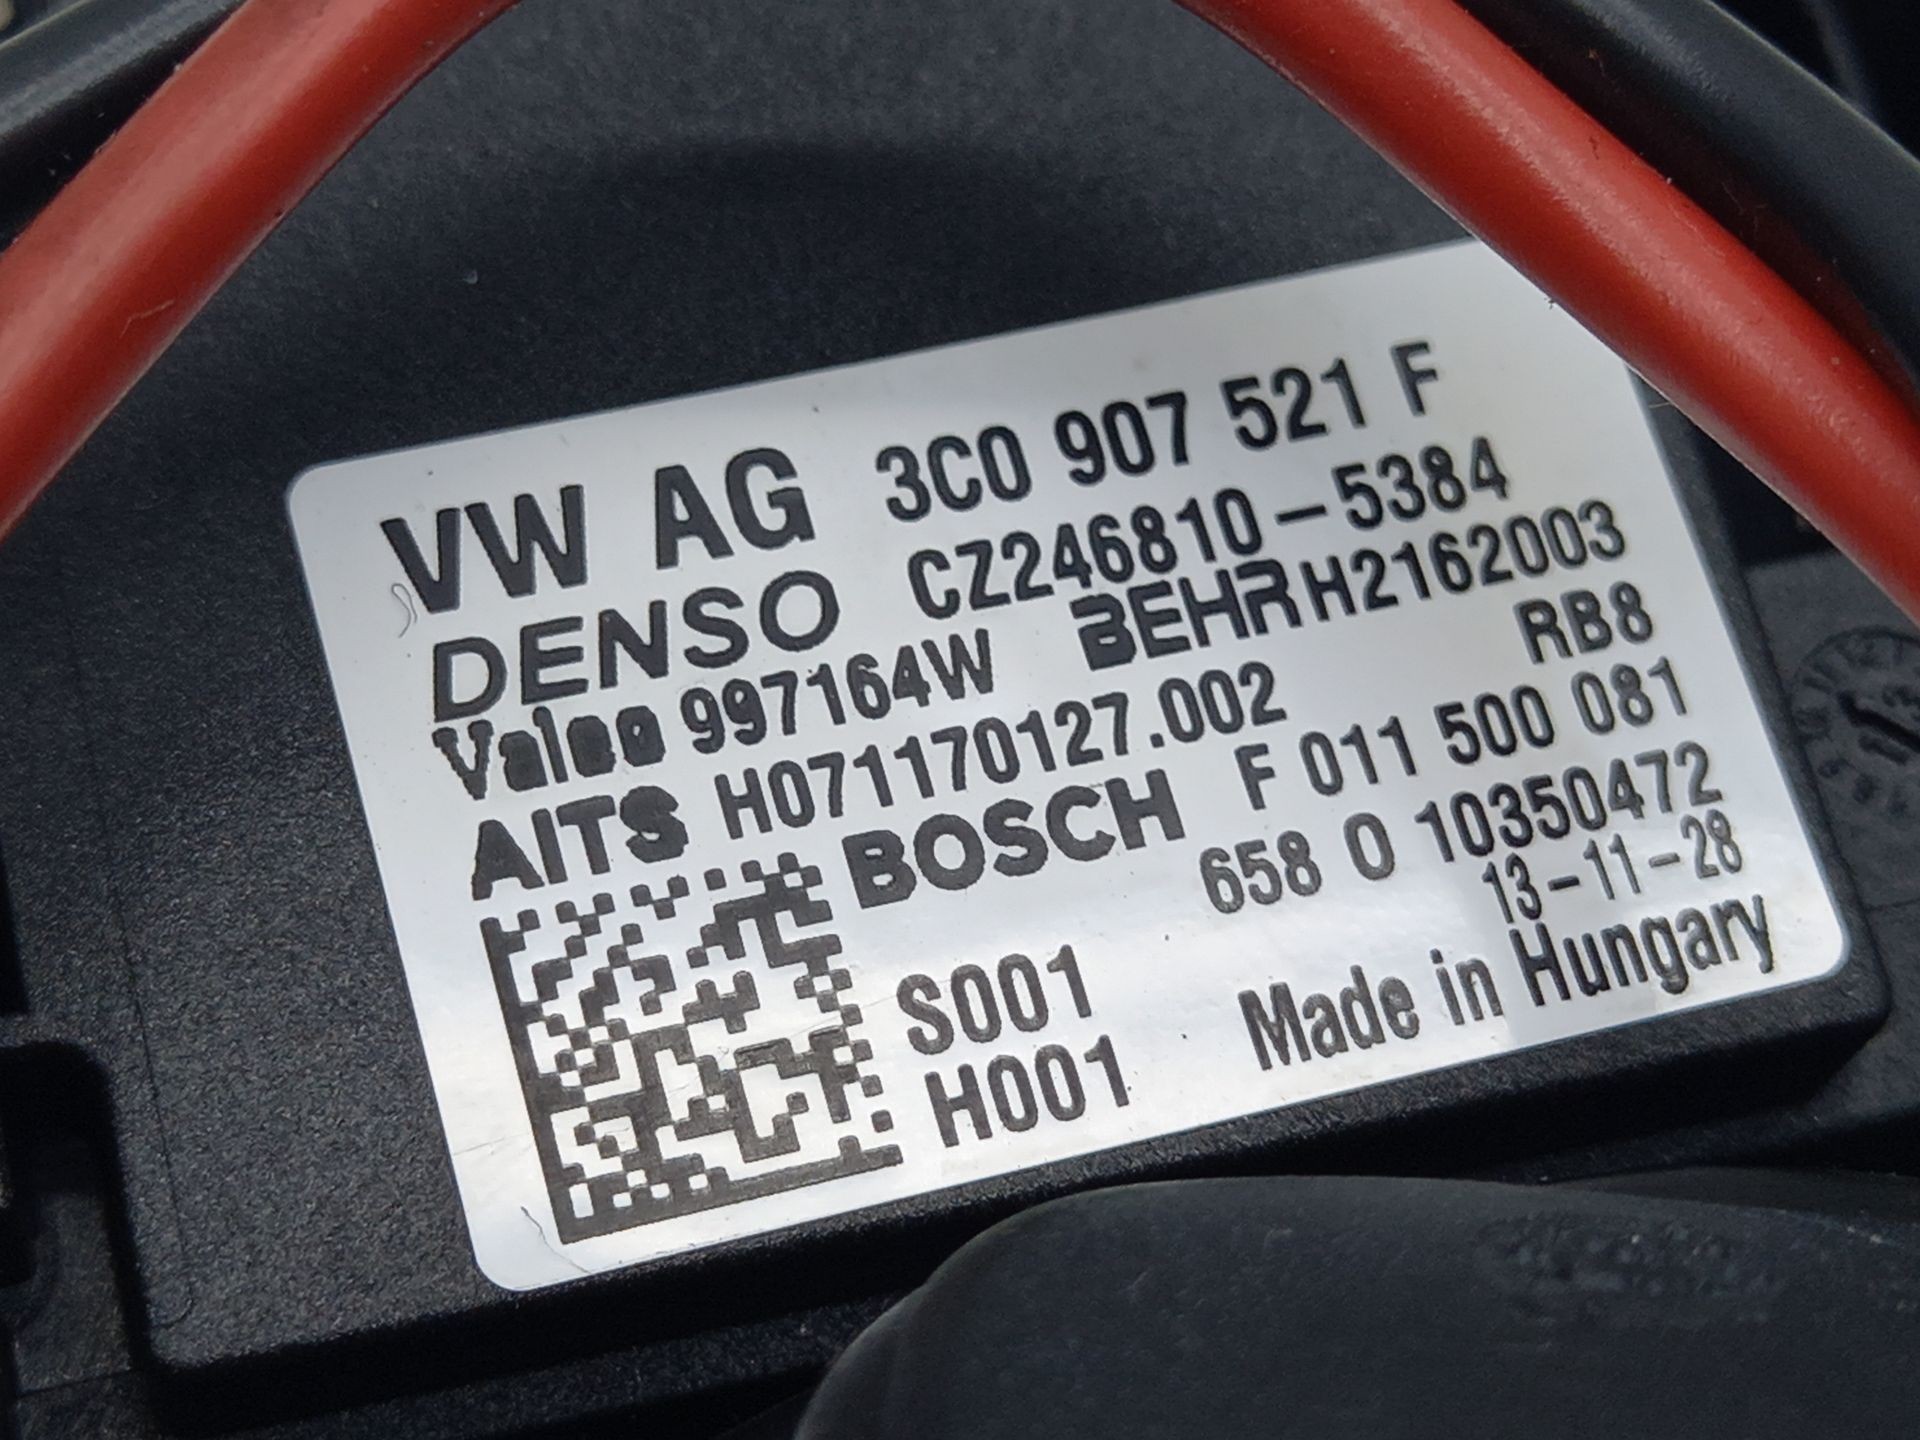 VW AG 3C0 907 521 F
DENSO CZ246810-5384
Valeo 997164W BEHR H2162003
AITS H071170127.002 RB8
BOSCH F 011 500 081
658 0 10350472
13-11-28
S001
H001 Made in Hungary